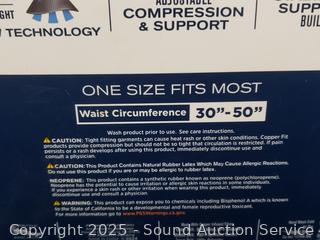 ADJUSTABLE
COMPRESSION
& SUPPORT
TECHNOLOGY
ONE SIZE FITS MOST
Waist Circumference 30"-50"
Wash product prior to use. See care instructions.
CAUTION: Tight fitting garments can cause heat rash or other skin conditions. Copper Fit
products provide compression but should not be so tight that circulation is restricted. If pain
persists or a rash develops after using this product, immediately discontinue use and
consult a physician.
CAUTION: This Product Contains Natural Rubber Latex Which May Cause Allergic Reactions.
Do not use this product if you are or may be allergic to rubber latex.
NEOPRENE: This product contains a synthetic rubber known as neoprene (polychloroprene).
Neoprene has the potential to cause irritation or allergic skin reactions in some individuals.
If you experience a skin rash or other irritation when wearing this product, immediately
discontinue use and consult a physician.
WARNING: This product can expose you to chemicals including Bisphenol A which is known
to the State of California to be a developmental and female reproductive toxicant.
For more information go to www.P65Warnings.ca.gov
Copyright 2025 - Sound Auction Service